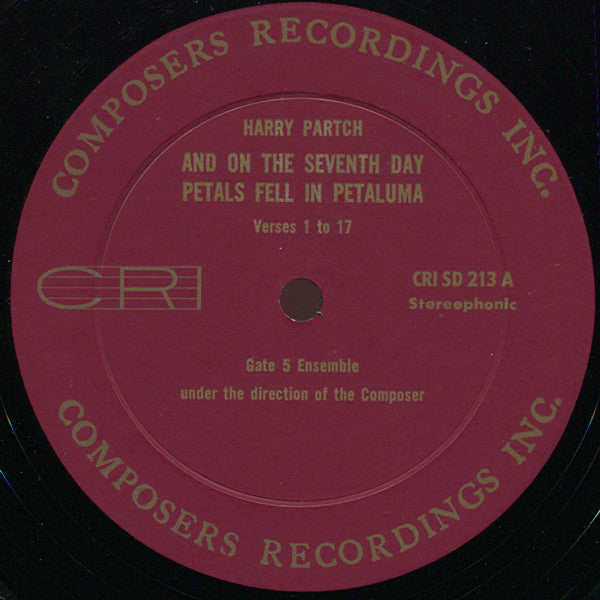 COMPOSERS RECORDINGS INC.
HARRY PARTCH
AND ON THE SEVENTH DAY
PETALS FELL IN PETALUMA
Verses 1 to 17
CRI
CRI SD 213 A
Stereophonic
Gate 5 Ensemble
under the direction of the Composer
COMPOSERS RECORDINGS INC.